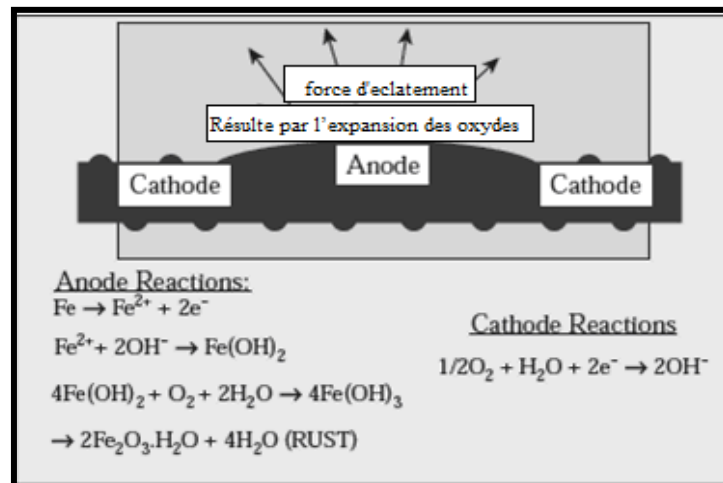 force d'eclatement
Résulte par l'expansion des oxydes
Cathode
Anode
Cathode
Anode Reactions:
Fe → Fe²⁺ + 2e⁻
Fe²⁺+ 2OH⁻ → Fe(OH)₂
4Fe(OH)₂ + O₂ + 2H₂O → 4Fe(OH)₃
→ 2Fe₂O₃.H₂O + 4H₂O (RUST)
Cathode Reactions
1/2O₂ + H₂O + 2e⁻ → 2OH⁻